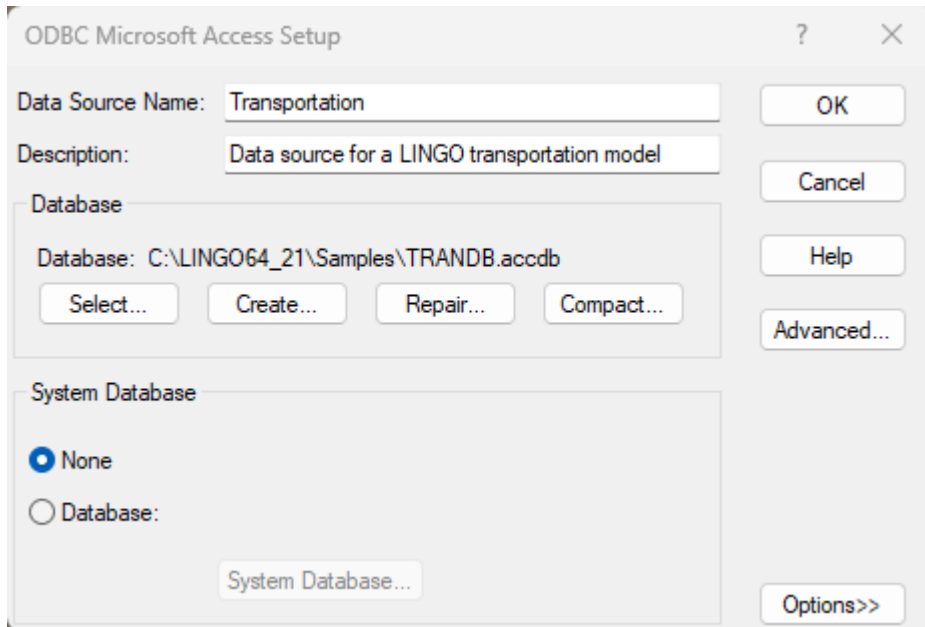 ODBC Microsoft Access Setup ?
Data Source Name: Transportation
OK
Description: Data source for a LINGO transportation model
Cancel
Database
Database: C:\LINGO64_21\Samples\TRANDB.accdb
Help
Select... Create... Repair... Compact...
Advanced...
System Database
None
Database:
System Database...
Options>>